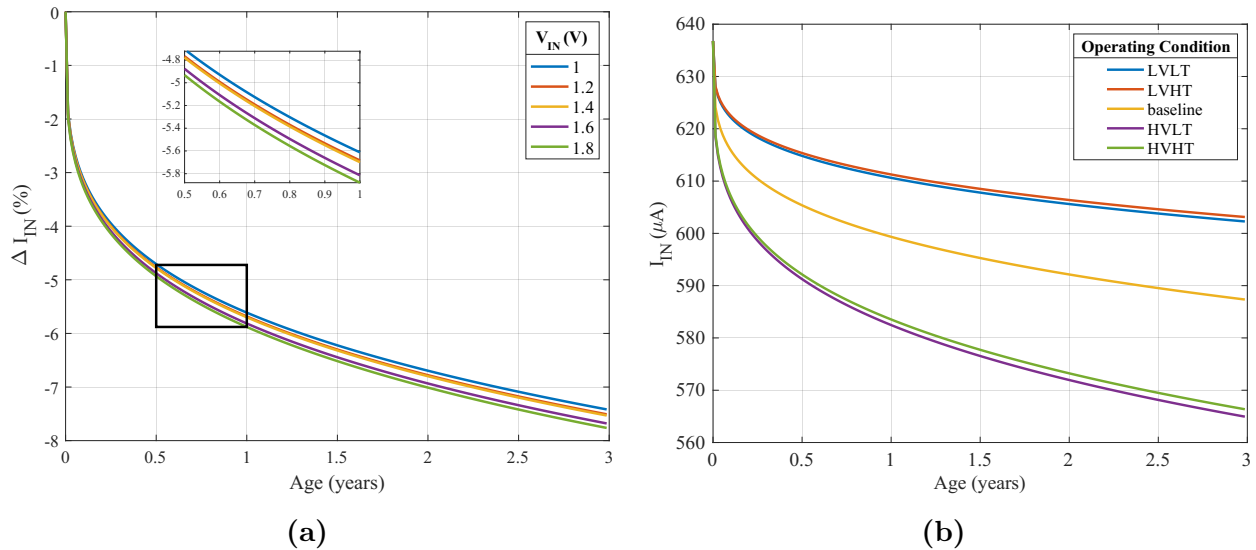 0
-1
-2
-3
-4
-5
-6
-7
-8
Δ I_IN (%)
0 0.5 1 1.5 2 2.5 3
Age (years)
-4.8
-5
-5.2
-5.4
-5.6
-5.8
0.5 0.6 0.7 0.8 0.9 1
V_IN (V)
1
1.2
1.4
1.6
1.8
(a)
640
630
620
610
600
590
580
570
560
I_IN (μA)
0 0.5 1 1.5 2 2.5 3
Age (years)
Operating Condition
LVLT
LVHT
baseline
HVLT
HVHT
(b)